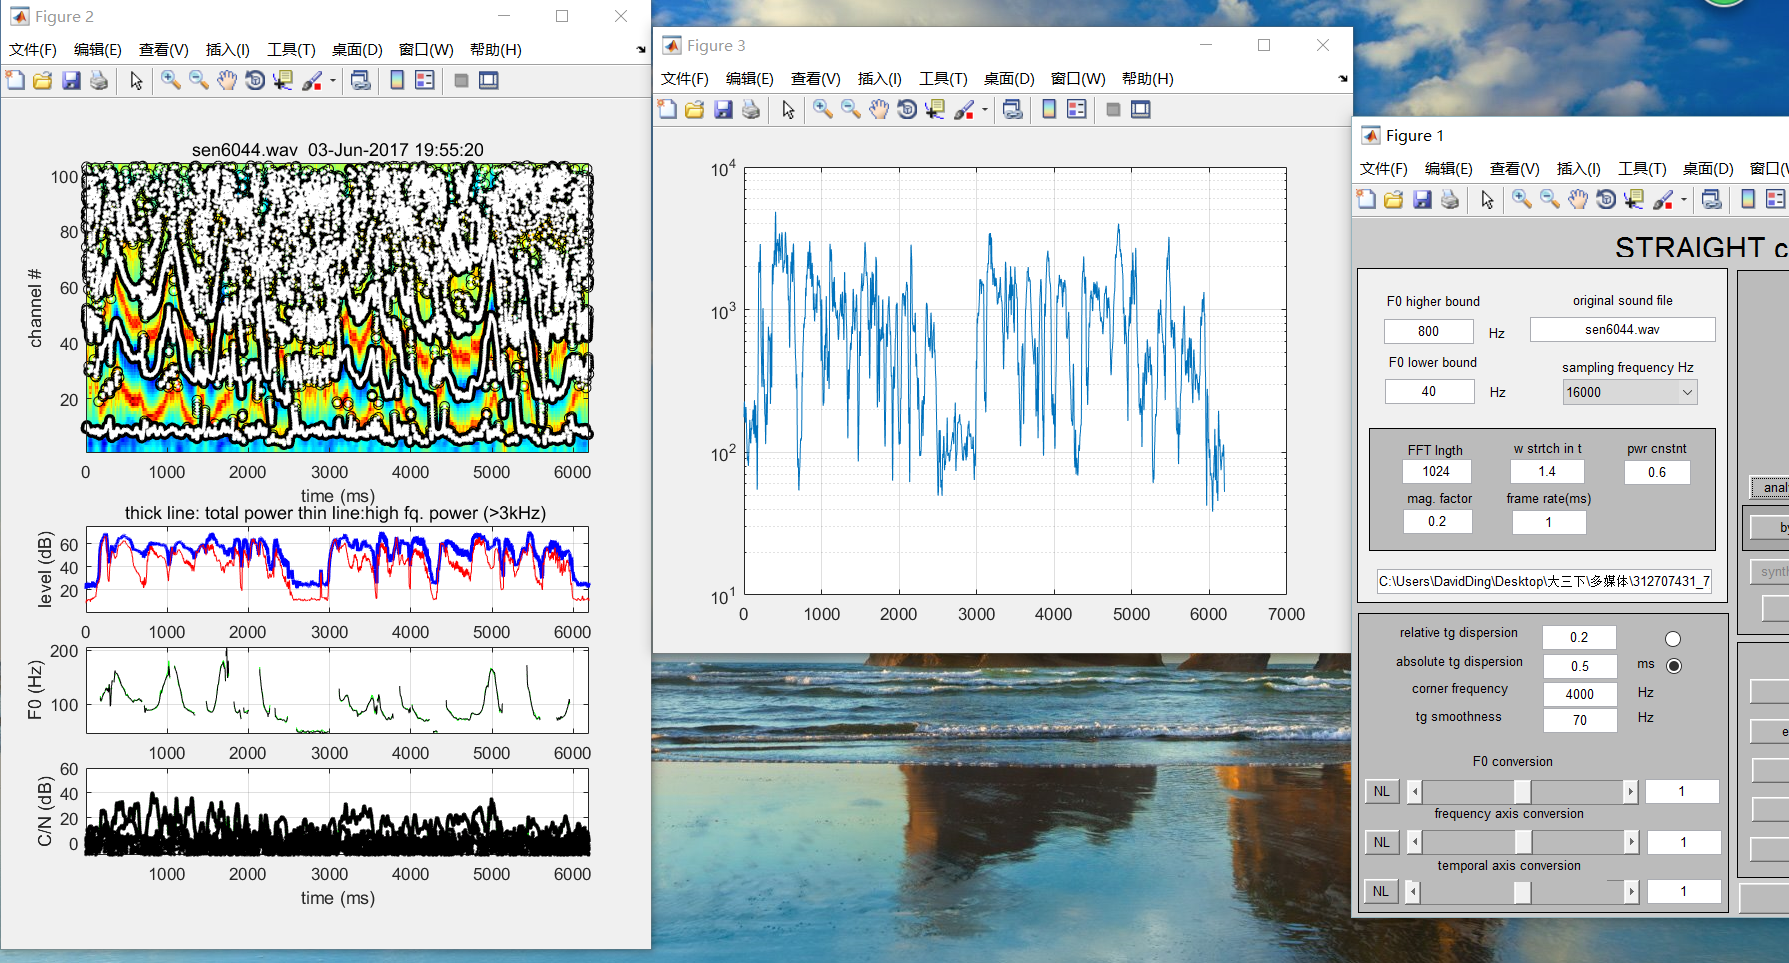 Figure 2
文件(F) 编辑(E) 查看(V) 插入(I) 工具(T) 桌面(D) 窗口(W) 帮助(H)
sen6044.wav 03-Jun-2017 19:55:20
channel #
100
80
60
40
20
0 1000 2000 3000 4000 5000 6200
time (ms)
thick line: total power thin line:high fq. power (>3kHz)
level (dB)
60
40
20
0 1000 2000 3000 4000 5000 6200
F0 (Hz)
200
100
0 1000 2000 3000 4000 5000 6200
C/N (dB)
60
40
20
0
1000 2000 3000 4000 5000 6200
time (ms)
Figure 3
文件(F) 编辑(E) 查看(V) 插入(I) 工具(T) 桌面(D) 窗口(W) 帮助(H)
10^4
10^3
10^2
10^1
0 1000 2000 3000 4000 5000 6000 7000
Figure 1
文件(F) 编辑(E) 查看(V) 插入(I) 工具(T) 桌面(D) 窗口(W
STRAIGHT c
F0 higher bound
800 Hz
F0 lower bound
40 Hz
original sound file
sen6044.wav
sampling frequency Hz
16000
FFT lngth w strtch in t pwr cnstnt
1024 1.4 0.6
mag. factor frame rate(ms)
0.2 1
C:\Users\DavidDing\Desktop\大三下\多媒体\312707431_7
relative tg dispersion 0.2
absolute tg dispersion 0.5 ms
corner frequency 4000 Hz
tg smoothness 70 Hz
F0 conversion
NL 1
frequency axis conversion
NL 1
temporal axis conversion
NL 1
anal
by
synth
e